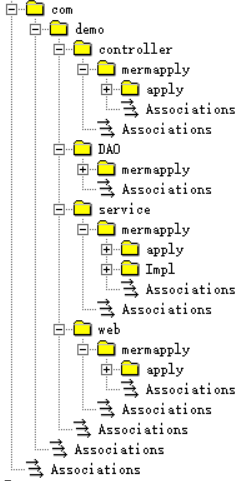 com
demo
controller
mermapply
apply
Associations
Associations
DAO
mermapply
Associations
service
mermapply
apply
Impl
Associations
Associations
web
mermapply
apply
Associations
Associations
Associations
Associations
Associations